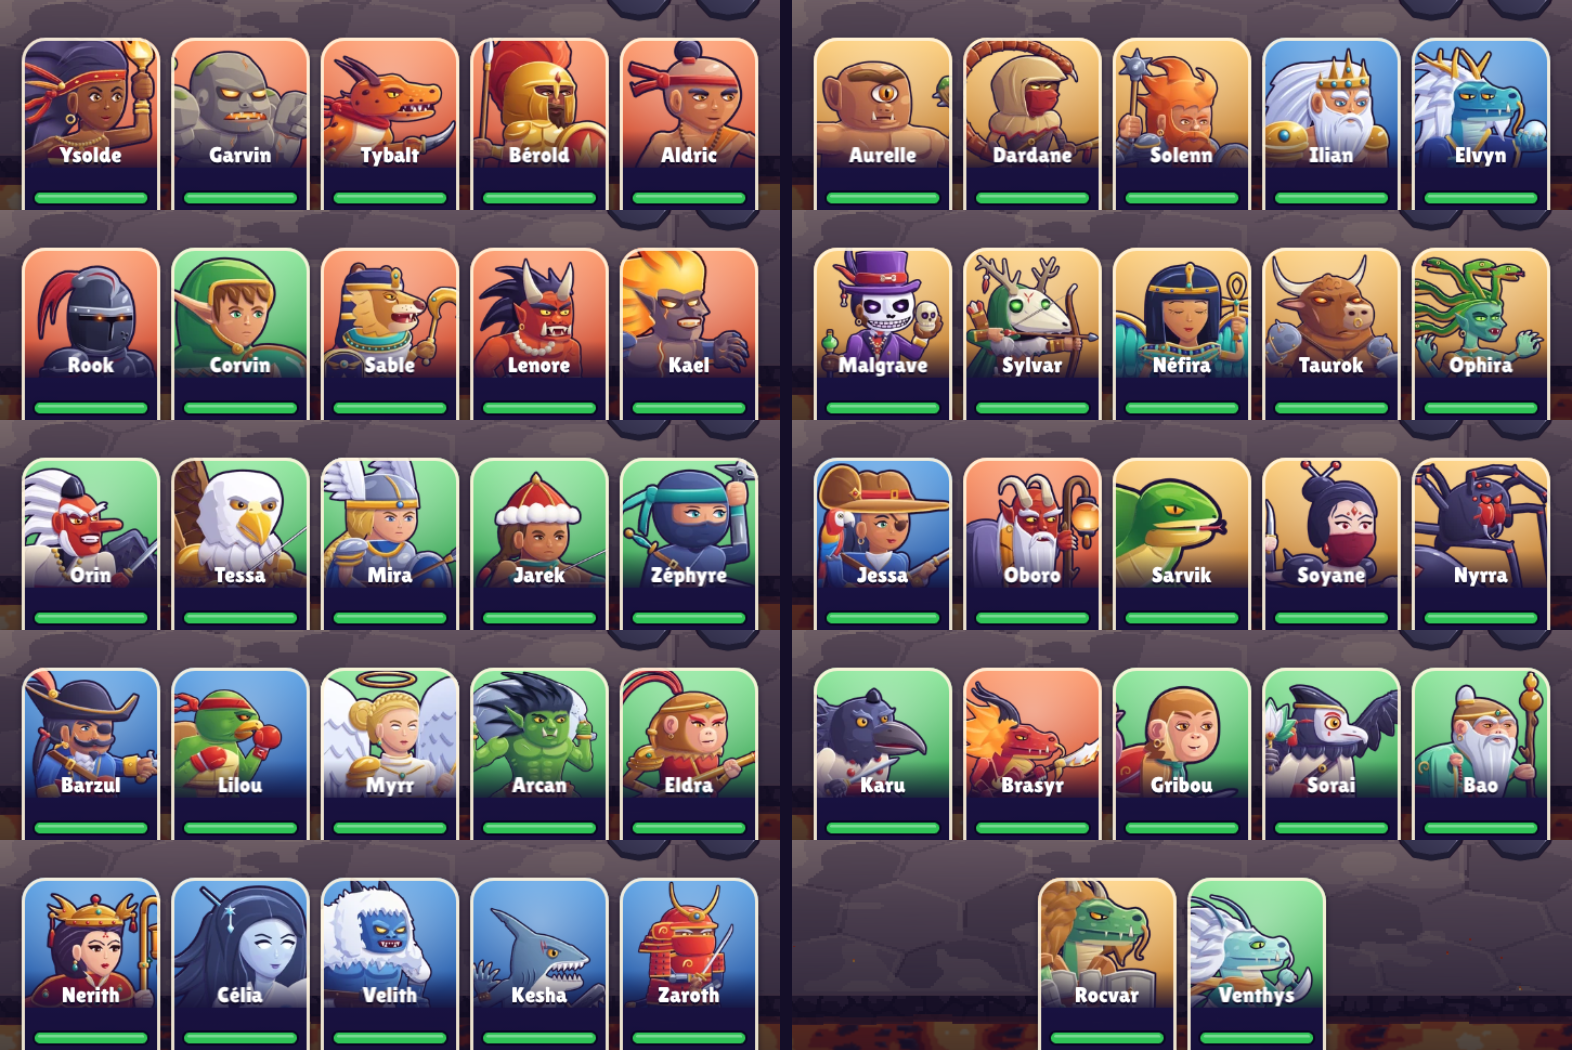 Ysolde Garvin Tybalt Bérold Aldric
Aurelle Dardane Solenn Ilian Elvyn
Rook Corvin Sable Lenore Kael
Malgrave Sylvar Néfira Taurok Ophira
Orin Tessa Mira Jarek Zéphyre
Jessa Oboro Sarvik Soyane Nyrra
Barzul Lilou Myrr Arcan Eldra
Karu Brasyr Gribou Sorai Bao
Nerith Célia Velith Kesha Zaroth
Rocvar Venthys